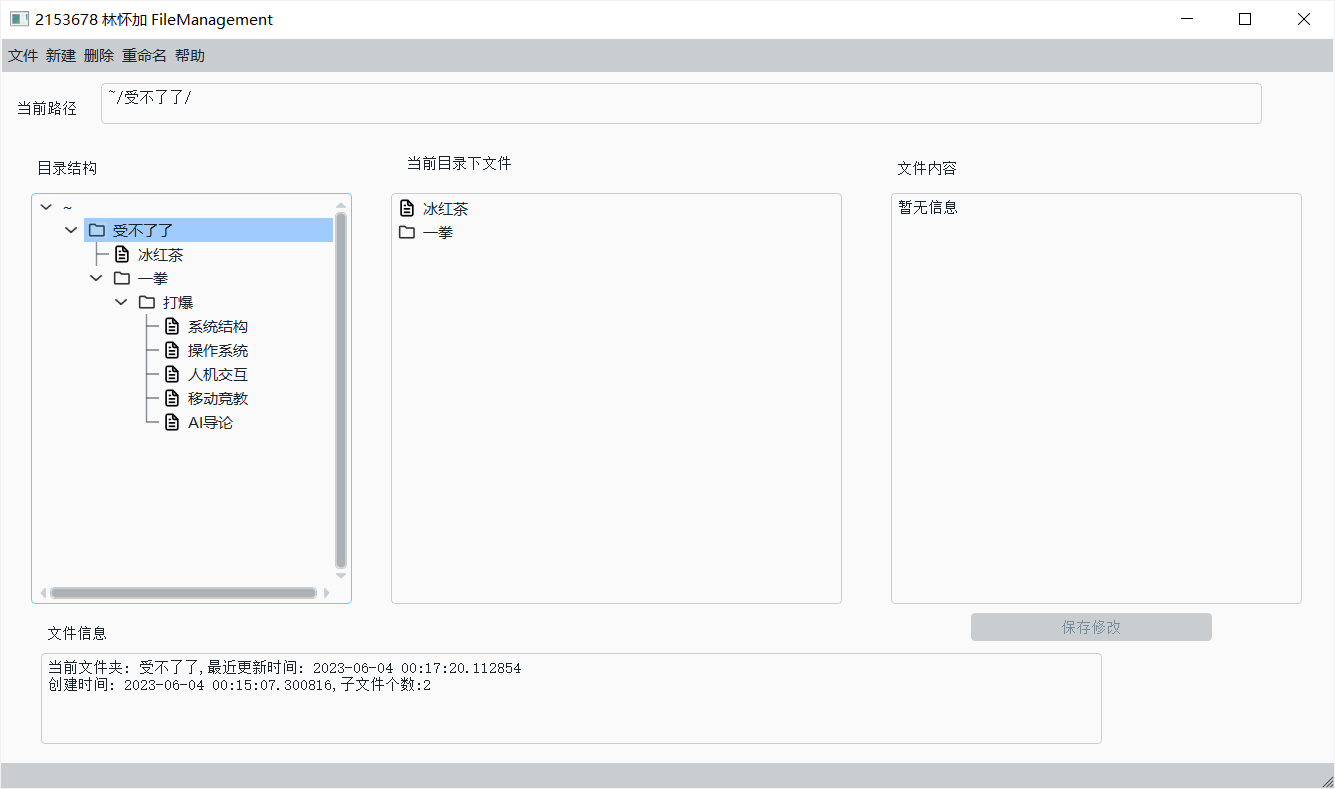 2153678 林怀加 FileManagement
文件 新建 删除 重命名 帮助
当前路径
~/受不了了/
目录结构
~
受不了了
冰红茶
一拳
打爆
系统结构
操作系统
人机交互
移动竞教
AI导论
当前目录下文件
冰红茶
一拳
文件内容
暂无信息
保存修改
文件信息
当前文件夹: 受不了了,最近更新时间: 2023-06-04 00:17:20.112854
创建时间: 2023-06-04 00:15:07.300816,子文件个数:2